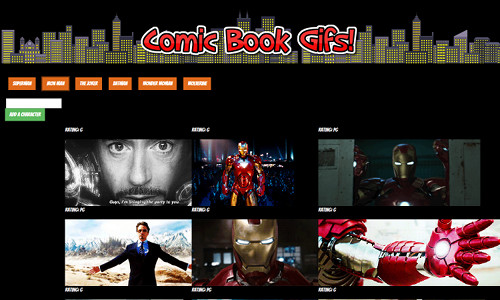 Comic Book Gifs!
SUPERMAN IRON MAN THE JOKER BATMAN WONDER WOMAN WOLVERINE
ADD A CHARACTER
RATING: G RATING: G RATING: PG
Guys, I'm bringing the party to you.
RATING: PG RATING: G RATING: G
RATING: G RATING: PG RATING: G